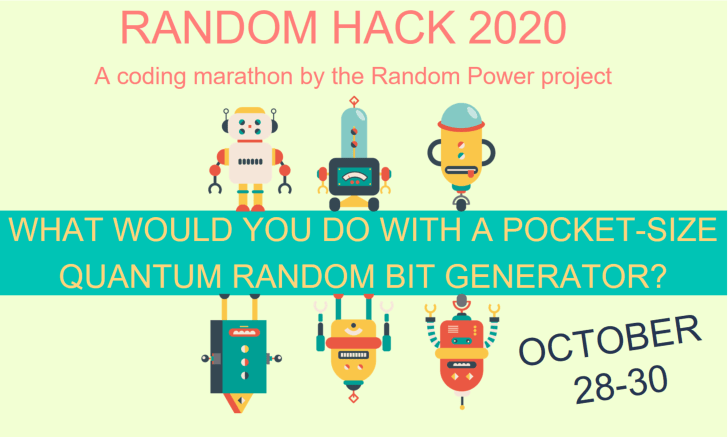 RANDOM HACK 2020
A coding marathon by the Random Power project
WHAT WOULD YOU DO WITH A POCKET-SIZE
QUANTUM RANDOM BIT GENERATOR?
OCTOBER
28-30